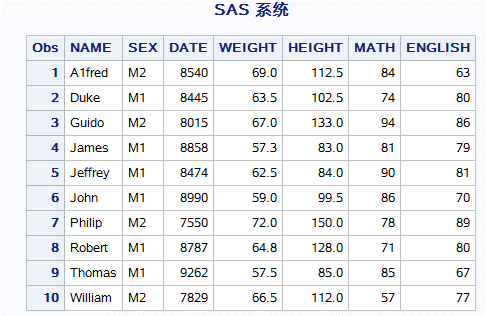 SAS 系统
Obs NAME SEX DATE WEIGHT HEIGHT MATH ENGLISH
1 A1fred M2 8540 69.0 112.5 84 63
2 Duke M1 8445 63.5 102.5 74 80
3 Guido M2 8015 67.0 133.0 94 86
4 James M1 8858 57.3 83.0 81 79
5 Jeffrey M1 8474 62.5 84.0 90 81
6 John M1 8990 59.0 99.5 86 70
7 Philip M2 7550 72.0 150.0 78 89
8 Robert M1 8787 64.8 128.0 71 80
9 Thomas M1 9262 57.5 85.0 85 67
10 William M2 7829 66.5 112.0 57 77